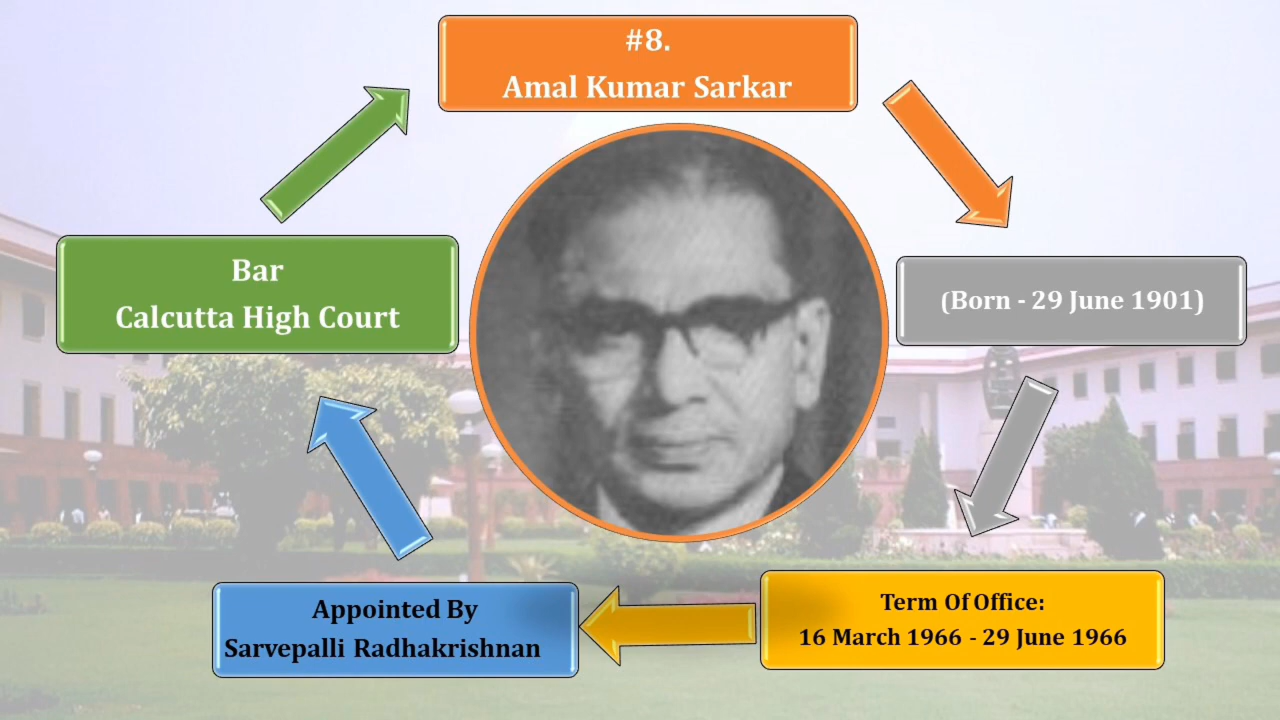 #8.
Amal Kumar Sarkar
(Born - 29 June 1901)
Term Of Office:
16 March 1966 - 29 June 1966
Appointed By
Sarvepalli Radhakrishnan
Bar
Calcutta High Court